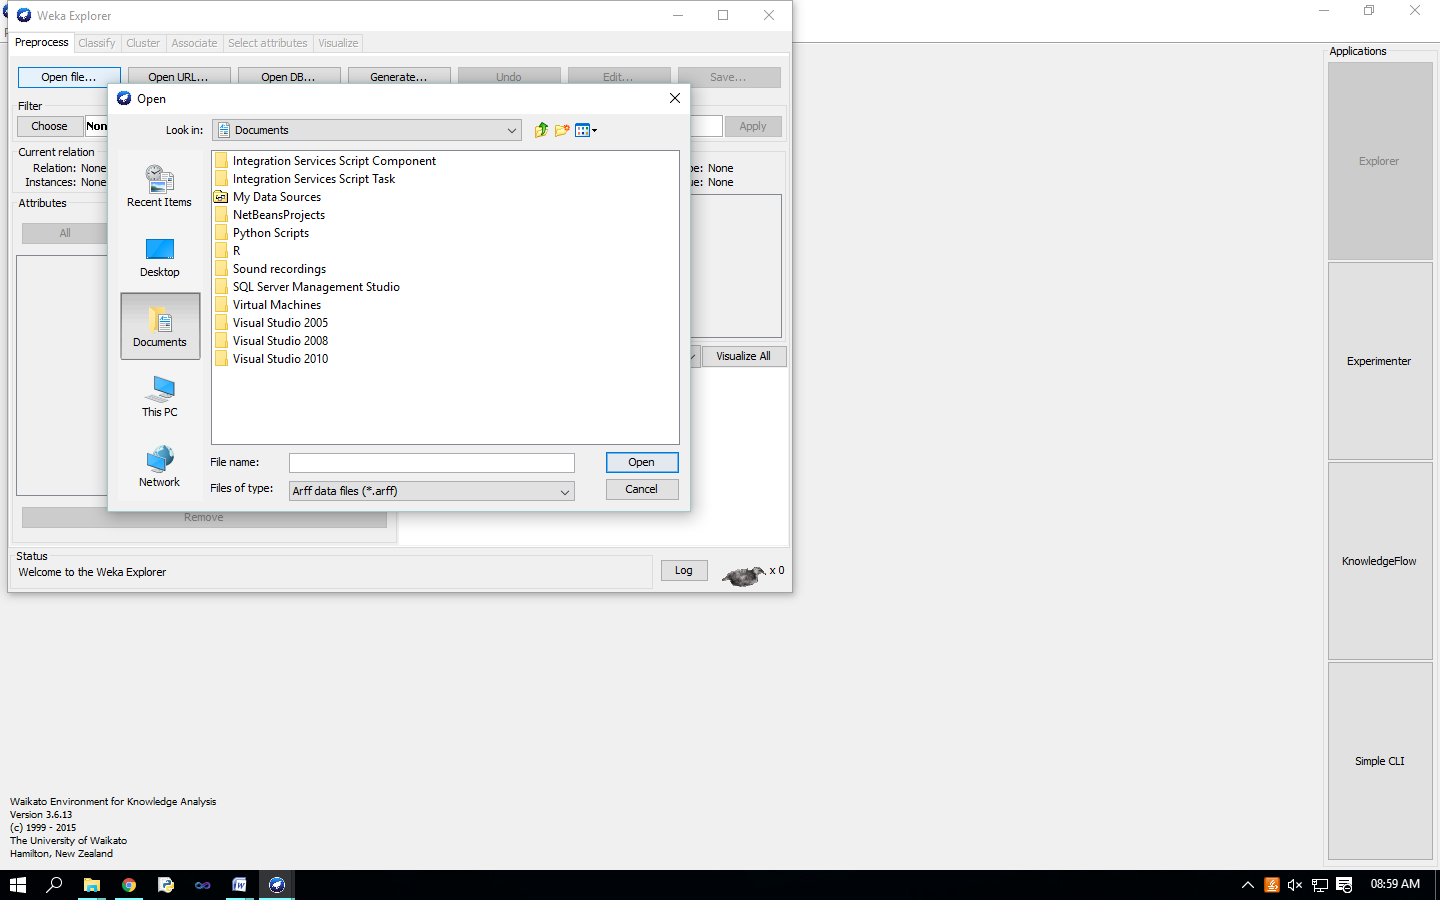 Weka Explorer
Preprocess Classify Cluster Associate Select attributes Visualize
Open file... Open URL... Open DB... Generate... Undo Edit... Save...
Filter
Choose Non Apply
Current relation
Relation: None
Instances: None
pe: None
ue: None
Attributes
All
Visualize All
Remove
Status
Welcome to the Weka Explorer
Log x 0
Open
Look in: Documents
Recent Items
Desktop
Documents
This PC
Network
Integration Services Script Component
Integration Services Script Task
My Data Sources
NetBeansProjects
Python Scripts
R
Sound recordings
SQL Server Management Studio
Virtual Machines
Visual Studio 2005
Visual Studio 2008
Visual Studio 2010
File name: Open
Files of type: Arff data files (*.arff) Cancel
Applications
Explorer
Experimenter
KnowledgeFlow
Simple CLI
Waikato Environment for Knowledge Analysis
Version 3.6.13
(c) 1999 - 2015
The University of Waikato
Hamilton, New Zealand
08:59 AM